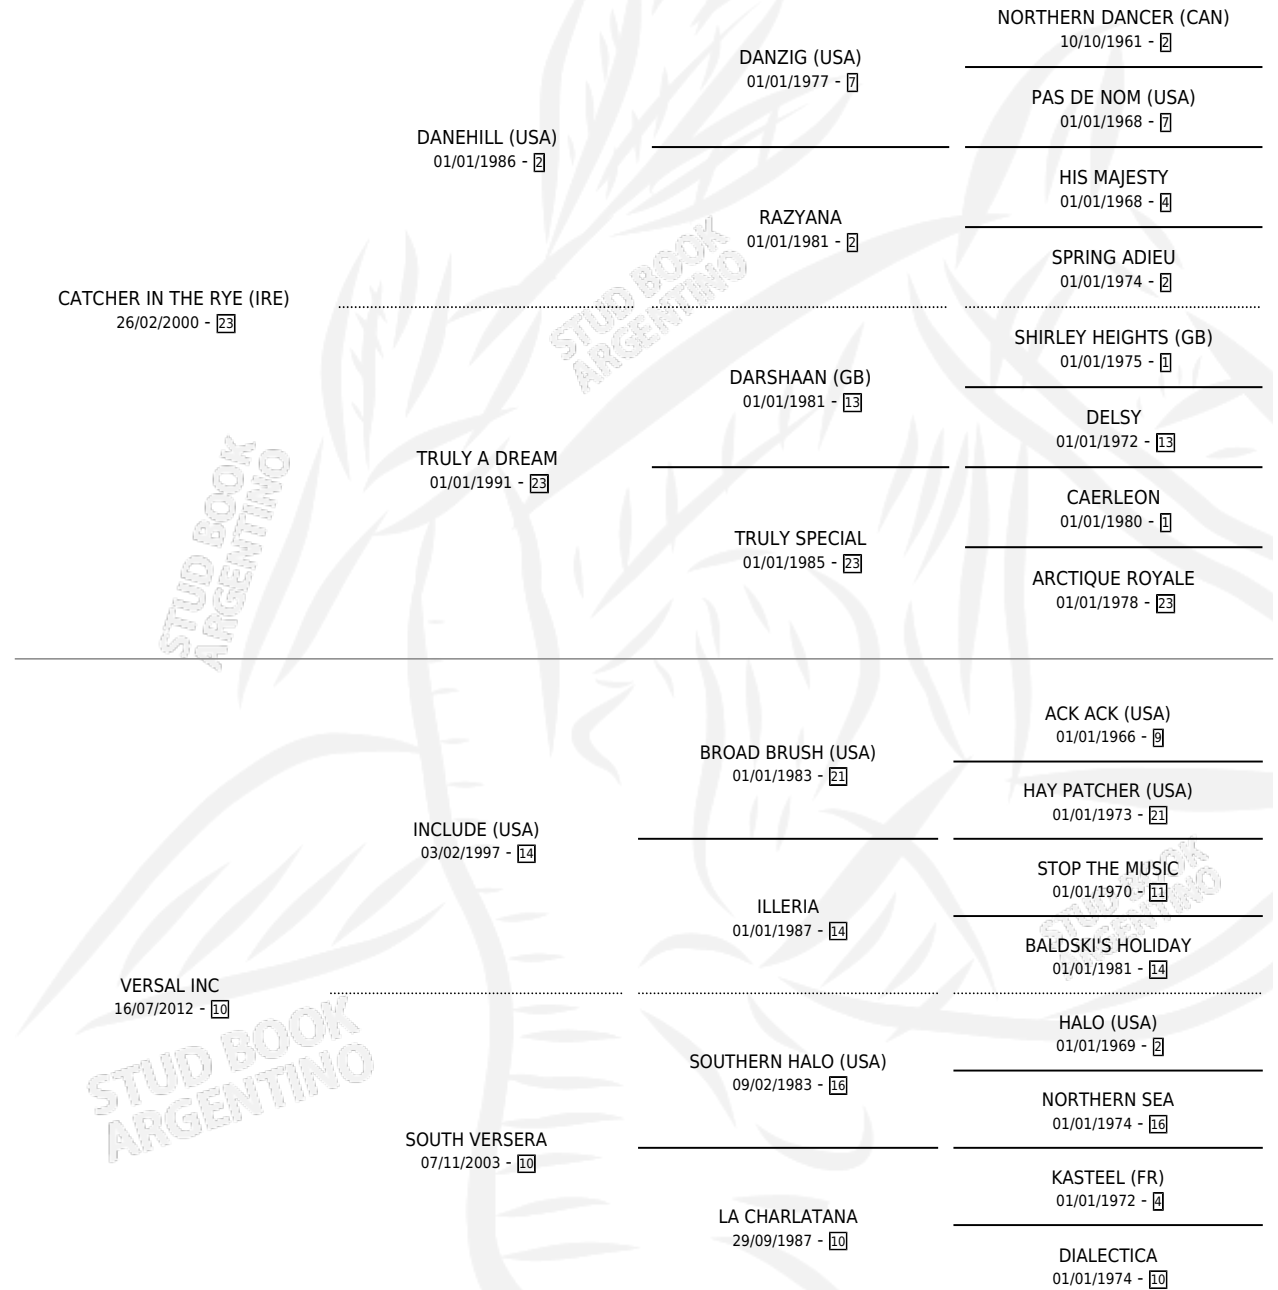 NORTHERN DANCER (CAN)
10/10/1961 - 2
DANZIG (USA)
01/01/1977 - 7
PAS DE NOM (USA)
01/01/1968 - 7
DANEHILL (USA)
01/01/1986 - 2
HIS MAJESTY
01/01/1968 - 4
RAZYANA
01/01/1981 - 2
SPRING ADIEU
01/01/1974 - 2
CATCHER IN THE RYE (IRE)
26/02/2000 - 23
STUD BOOK
ARGENTINO
SHIRLEY HEIGHTS (GB)
01/01/1975 - 1
DARSHAAN (GB)
01/01/1981 - 13
DELSY
01/01/1972 - 13
TRULY A DREAM
01/01/1991 - 23
CAERLEON
01/01/1980 - 1
TRULY SPECIAL
01/01/1985 - 23
ARCTIQUE ROYALE
01/01/1978 - 23
STUD BOOK
ARGENTINO
ACK ACK (USA)
01/01/1966 - 9
BROAD BRUSH (USA)
01/01/1983 - 21
HAY PATCHER (USA)
01/01/1973 - 21
INCLUDE (USA)
03/02/1997 - 14
STOP THE MUSIC
01/01/1970 - 11
ILLERIA
01/01/1987 - 14
BALDSKI'S HOLIDAY
01/01/1981 - 14
STUD BOOK
ARGENTINO
VERSAL INC
16/07/2012 - 10
HALO (USA)
01/01/1969 - 2
SOUTHERN HALO (USA)
09/02/1983 - 16
NORTHERN SEA
01/01/1974 - 16
SOUTH VERSERA
07/11/2003 - 10
KASTEEL (FR)
01/01/1972 - 4
LA CHARLATANA
29/09/1987 - 10
DIALECTICA
01/01/1974 - 10
STUD BOOK
ARGENTINO